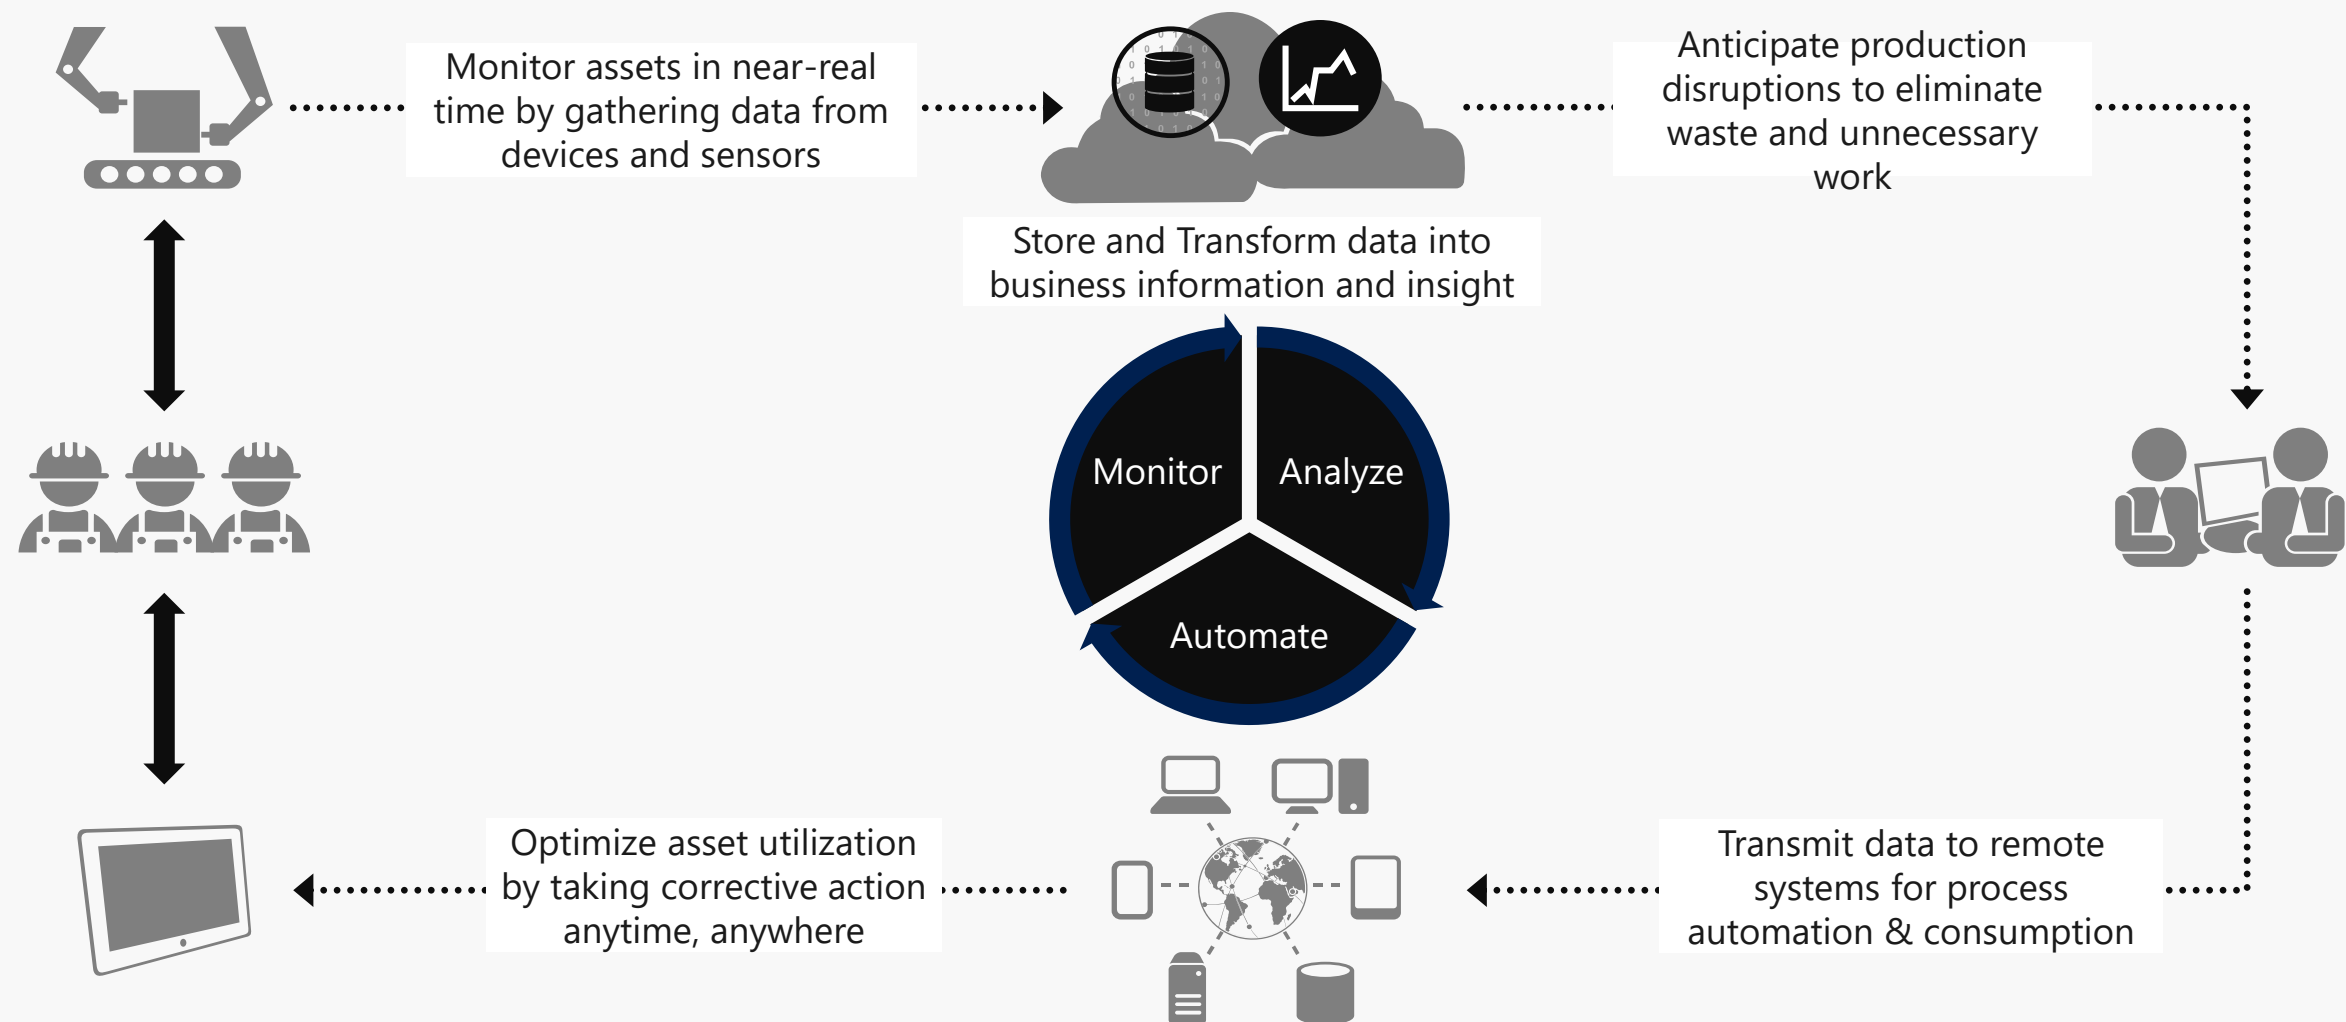 Monitor assets in near-real
time by gathering data from
devices and sensors
Anticipate production
disruptions to eliminate
waste and unnecessary
work
Store and Transform data into
business information and insight
Monitor
Analyze
Automate
Optimize asset utilization
by taking corrective action
anytime, anywhere
Transmit data to remote
systems for process
automation & consumption